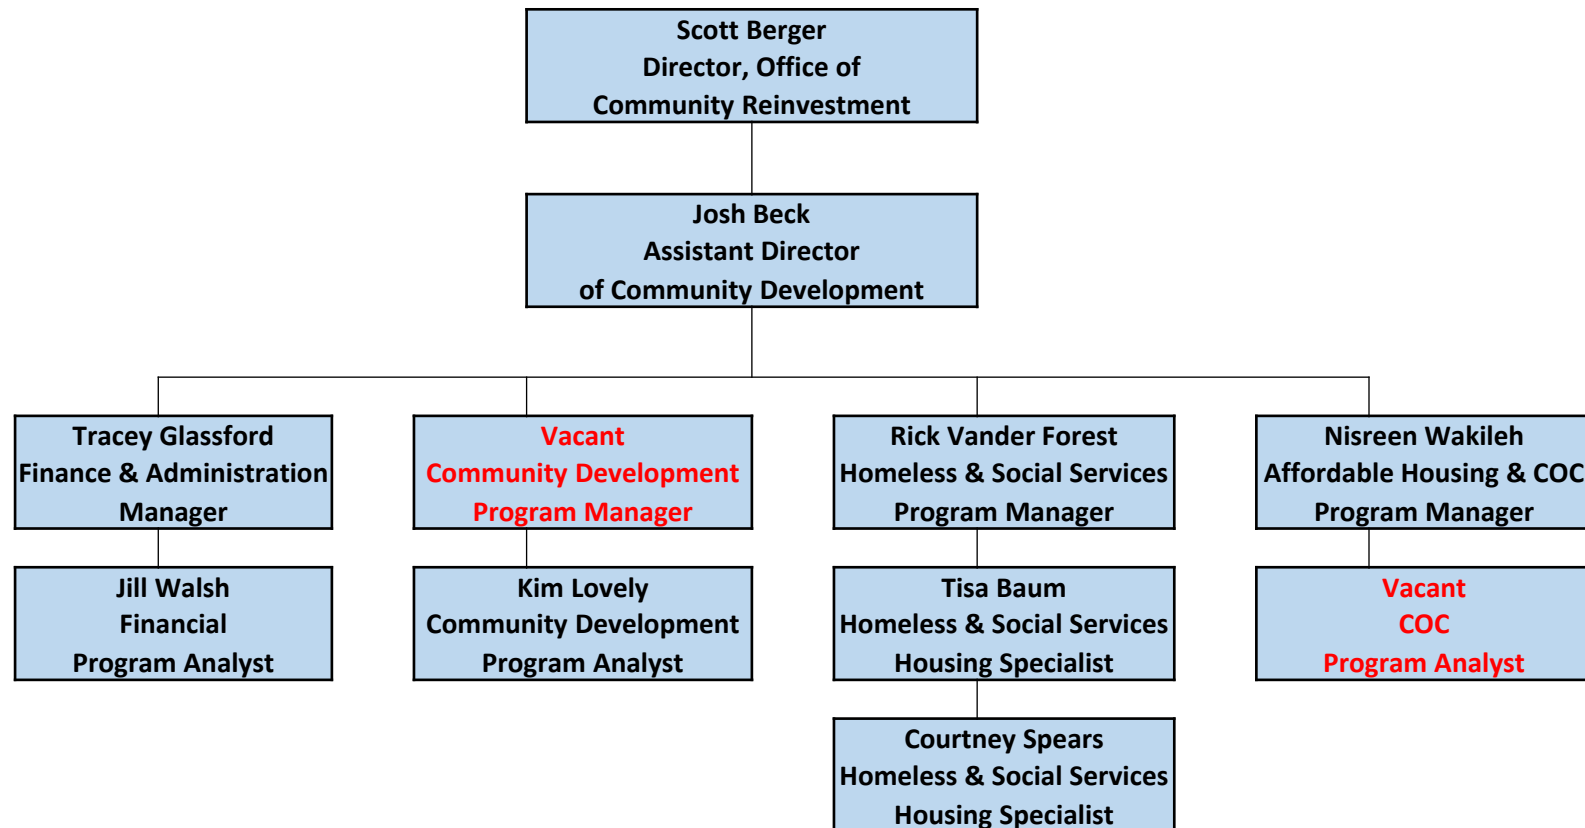 Scott Berger
Director, Office of
Community Reinvestment
Josh Beck
Assistant Director
of Community Development
Tracey Glassford
Finance & Administration
Manager
Vacant
Community Development
Program Manager
Rick Vander Forest
Homeless & Social Services
Program Manager
Nisreen Wakileh
Affordable Housing & COC
Program Manager
Jill Walsh
Financial
Program Analyst
Kim Lovely
Community Development
Program Analyst
Tisa Baum
Homeless & Social Services
Housing Specialist
Vacant
COC
Program Analyst
Courtney Spears
Homeless & Social Services
Housing Specialist